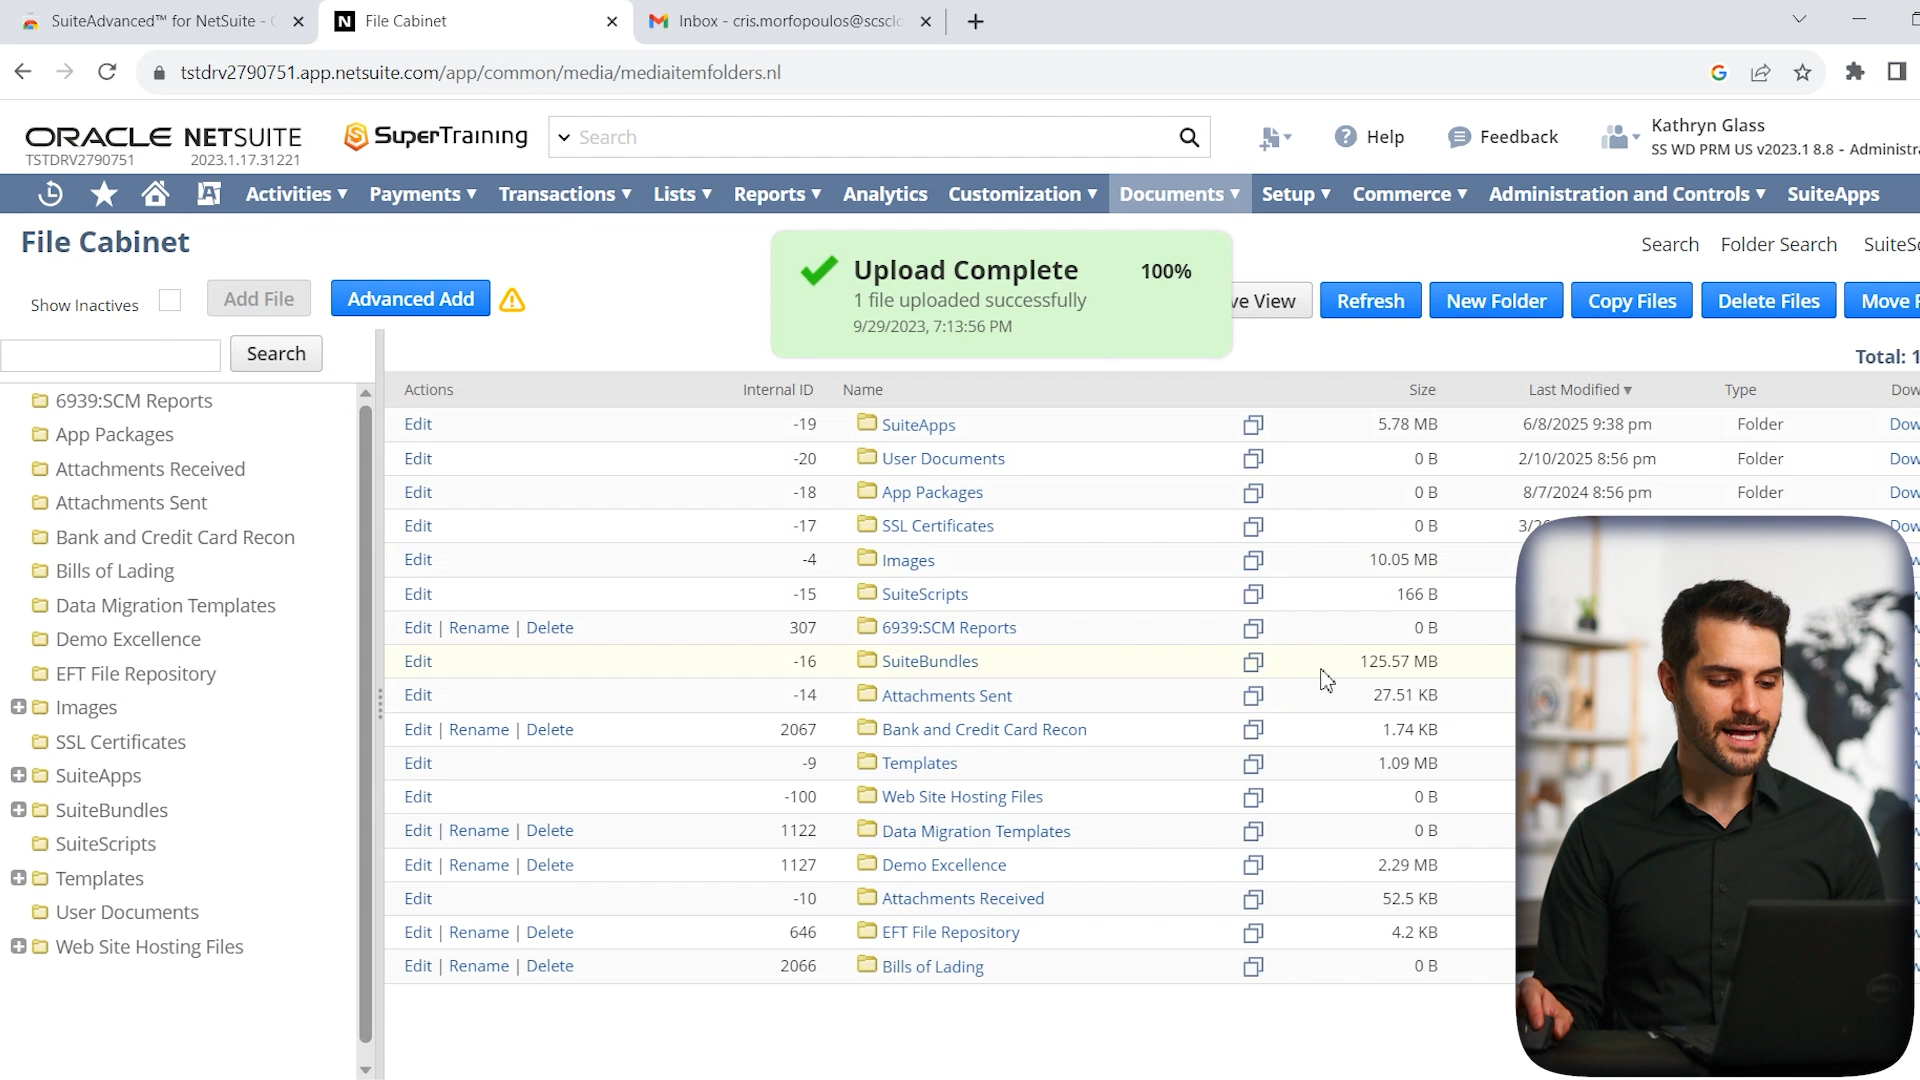 SuiteAdvanced™ for NetSuite -
File Cabinet
Inbox - cris.morfopoulos@scscl
tstdrv2790751.app.netsuite.com/app/common/media/mediaitemfolders.nl
ORACLE NETSUITE
TSTDRV2790751 2023.1.17.31221
SuperTraining
Search
Help
Feedback
Kathryn Glass
SS WD PRM US v2023.1 8.8 - Administra
Activities Payments Transactions Lists Reports Analytics Customization Documents Setup Commerce Administration and Controls SuiteApps
File Cabinet
Search Folder Search SuiteSc
Show Inactives Add File Advanced Add
Upload Complete 100%
1 file uploaded successfully
9/29/2023, 7:13:56 PM
ve View Refresh New Folder Copy Files Delete Files Move F
Search
Total: 1
6939:SCM Reports
App Packages
Attachments Received
Attachments Sent
Bank and Credit Card Recon
Bills of Lading
Data Migration Templates
Demo Excellence
EFT File Repository
Images
SSL Certificates
SuiteApps
SuiteBundles
SuiteScripts
Templates
User Documents
Web Site Hosting Files
Actions Internal ID Name Size Last Modified Type Dow
Edit -19 SuiteApps 5.78 MB 6/8/2025 9:38 pm Folder Dow
Edit -20 User Documents 0 B 2/10/2025 8:56 pm Folder Dow
Edit -18 App Packages 0 B 8/7/2024 8:56 pm Folder Dow
Edit -17 SSL Certificates 0 B 3/2 Dow
Edit -4 Images 10.05 MB
Edit -15 SuiteScripts 166 B
Edit | Rename | Delete 307 6939:SCM Reports 0 B
Edit -16 SuiteBundles 125.57 MB
Edit -14 Attachments Sent 27.51 KB
Edit | Rename | Delete 2067 Bank and Credit Card Recon 1.74 KB
Edit -9 Templates 1.09 MB
Edit -100 Web Site Hosting Files 0 B
Edit | Rename | Delete 1122 Data Migration Templates 0 B
Edit | Rename | Delete 1127 Demo Excellence 2.29 MB
Edit -10 Attachments Received 52.5 KB
Edit | Rename | Delete 646 EFT File Repository 4.2 KB
Edit | Rename | Delete 2066 Bills of Lading 0 B
DELL